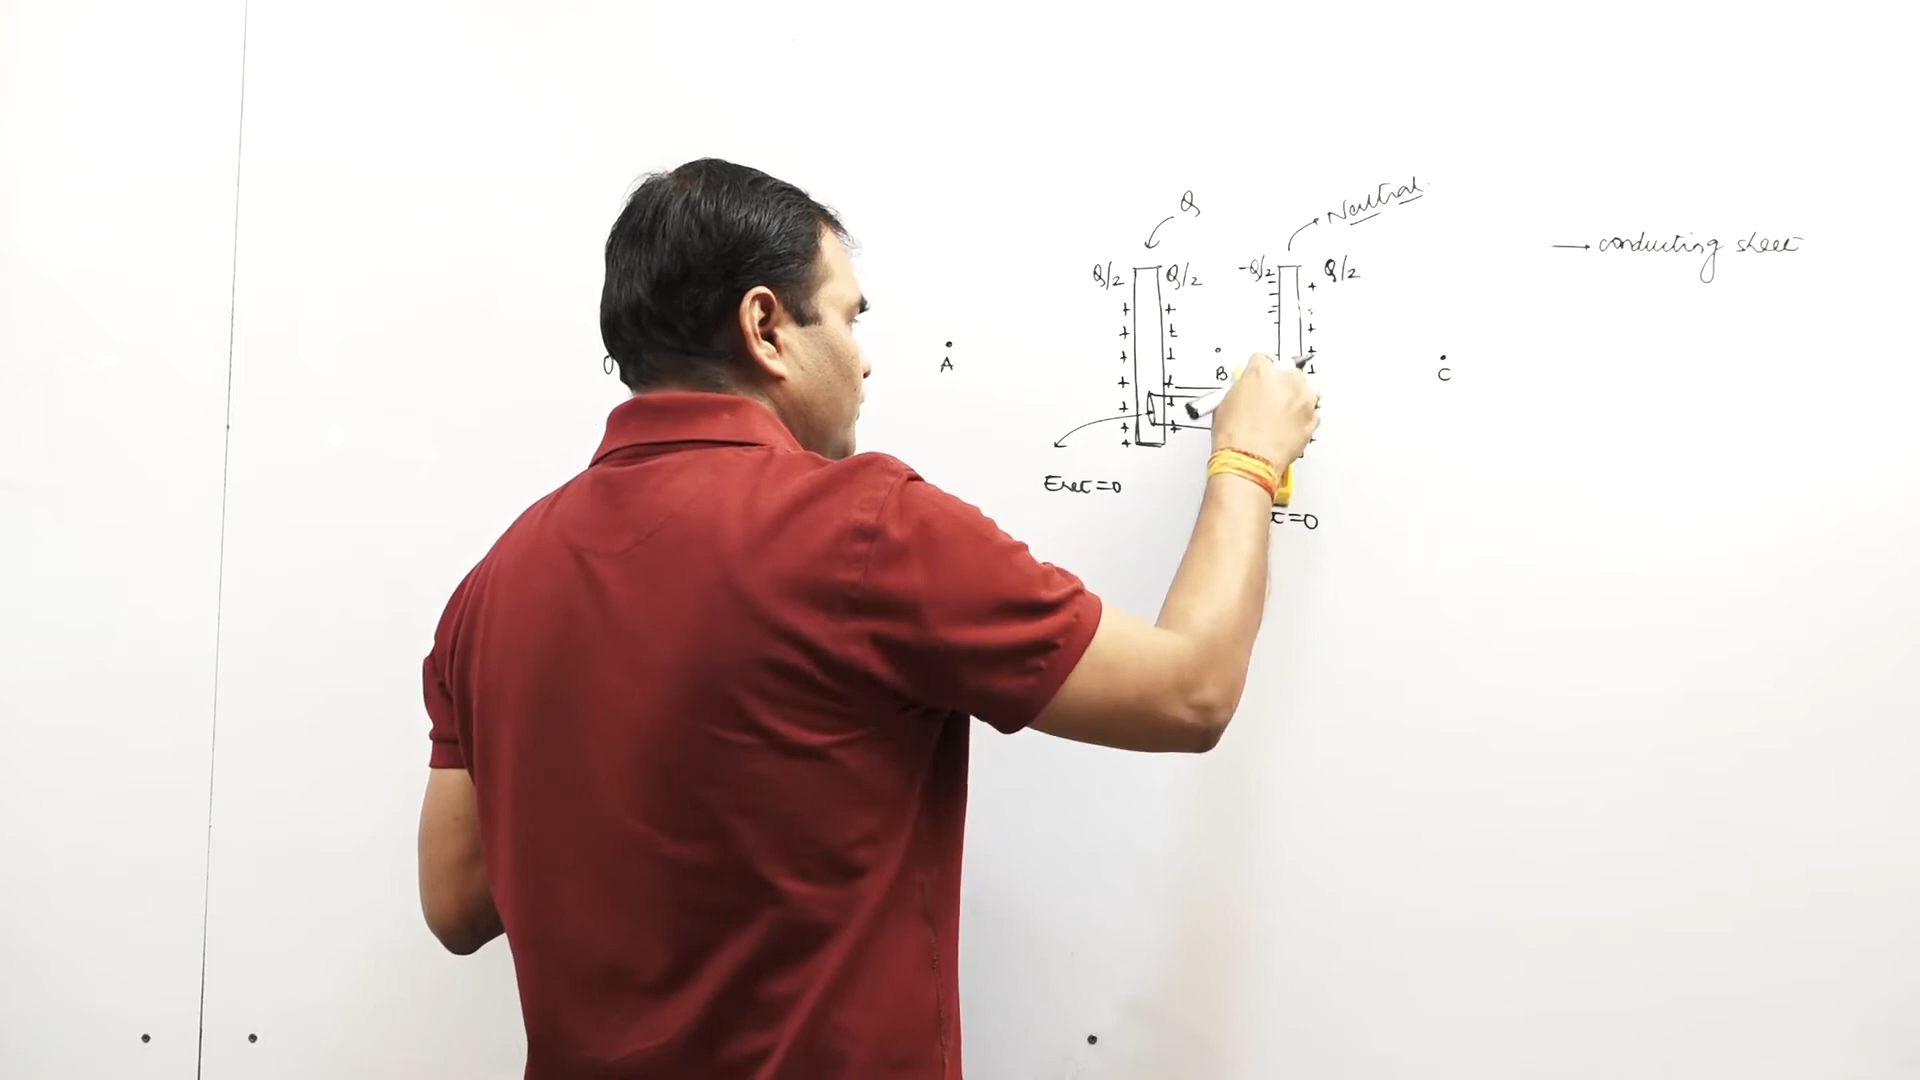 Q
Neutral.
→ conducting sheet
Q/2 Q/2 -Q/2 Q/2
A
B
C
Enet=0
=0